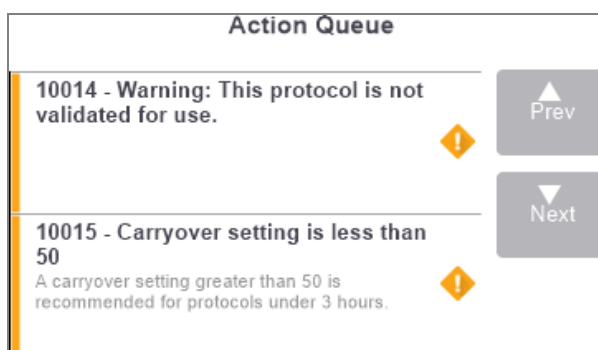 Action Queue
10014 - Warning: This protocol is not
validated for use.
Prev
Next
10015 - Carryover setting is less than
50
A carryover setting greater than 50 is
recommended for protocols under 3 hours.